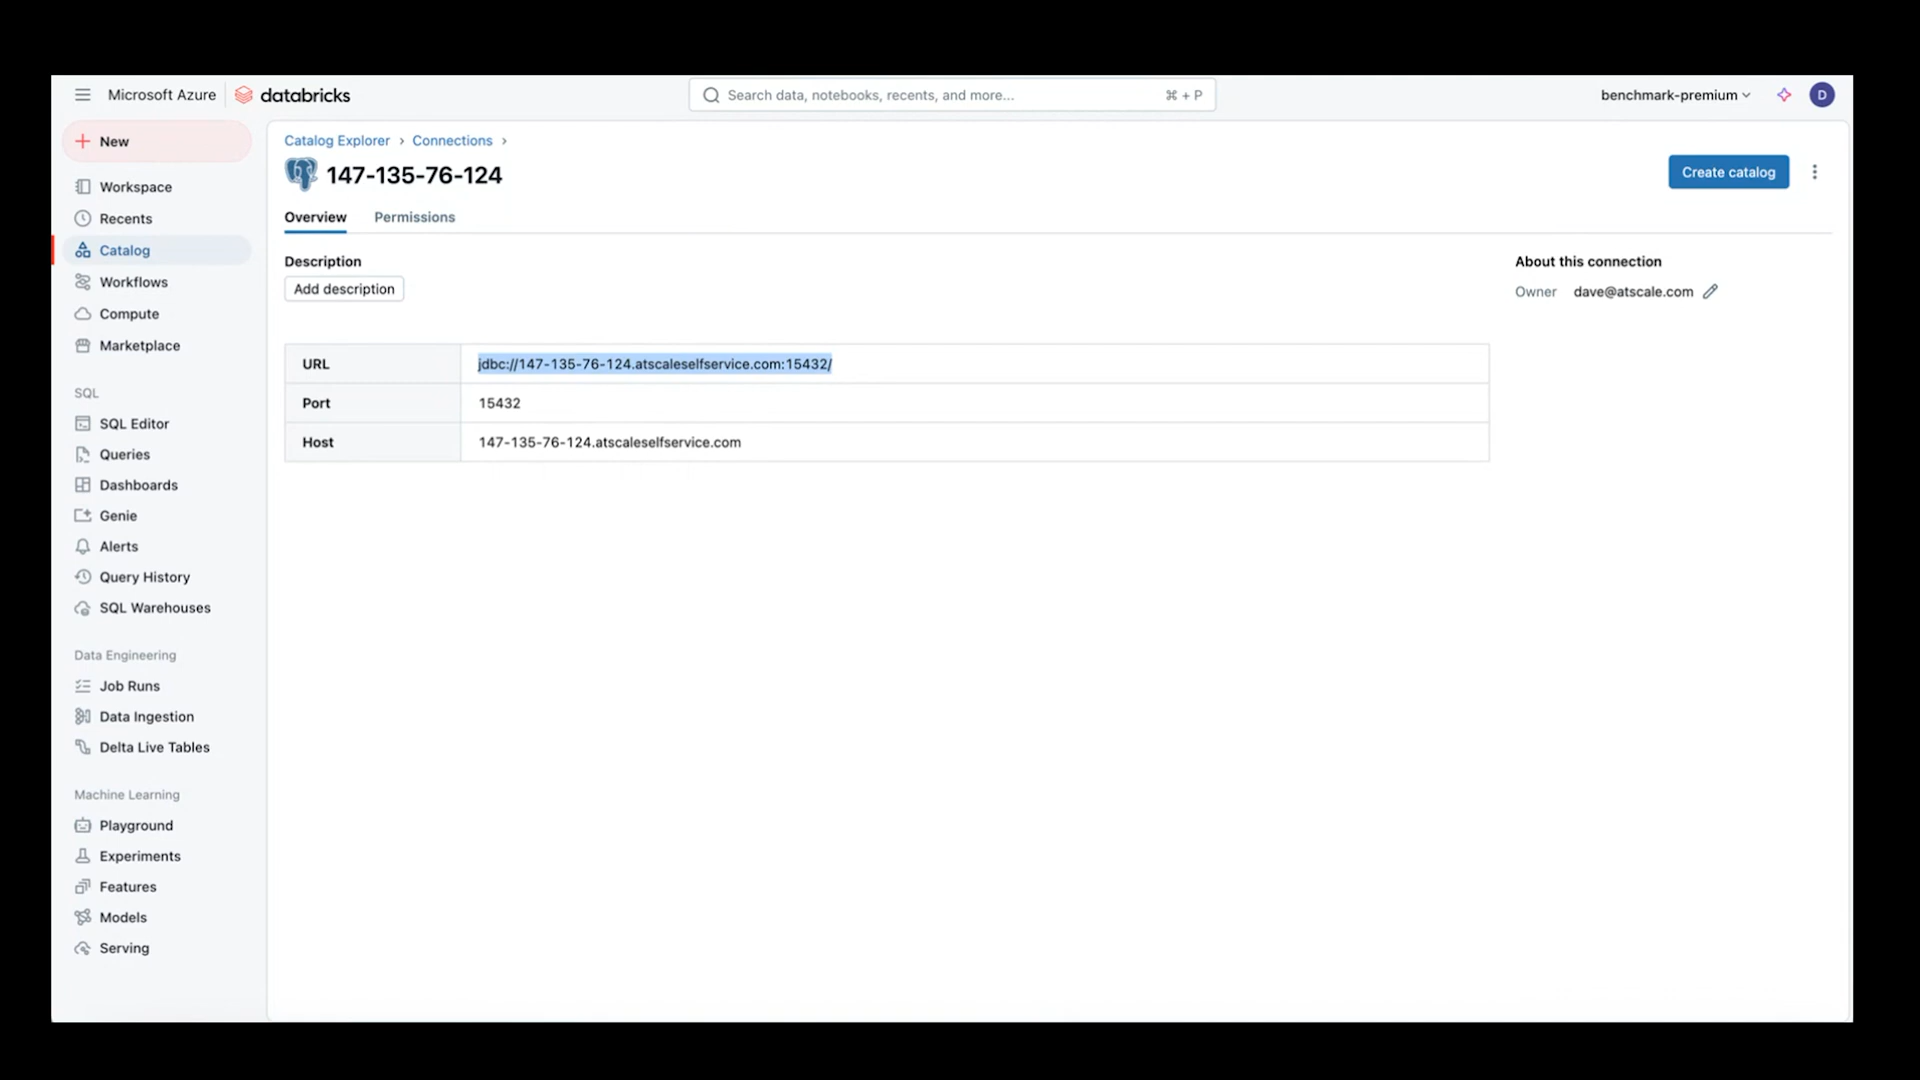 Microsoft Azure databricks Search data, notebooks, recents, and more... ⌘ + P benchmark-premium D
New
Workspace
Recents
Catalog
Workflows
Compute
Marketplace
SQL
SQL Editor
Queries
Dashboards
Genie
Alerts
Query History
SQL Warehouses
Data Engineering
Job Runs
Data Ingestion
Delta Live Tables
Machine Learning
Playground
Experiments
Features
Models
Serving
Catalog Explorer › Connections ›
147-135-76-124
Create catalog
Overview Permissions
Description
Add description
URL jdbc://147-135-76-124.atscaleselfservice.com:15432/
Port 15432
Host 147-135-76-124.atscaleselfservice.com
About this connection
Owner dave@atscale.com